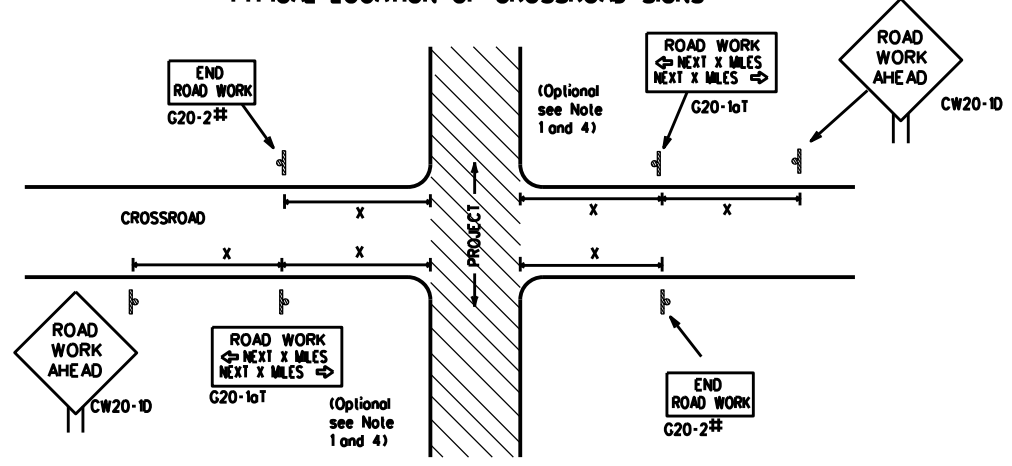 TYPICAL LOCATION OF CROSSROAD SIGNS
END
ROAD WORK
G20-2#
ROAD WORK
⇦ NEXT X MILES
NEXT X MILES ⇨
G20-1aT
(Optional
see Note
1 and 4)
ROAD
WORK
AHEAD
CW20-1D
CROSSROAD
X
X
X
PROJECT
X
X
X
ROAD
WORK
AHEAD
CW20-1D
ROAD WORK
⇦ NEXT X MILES
NEXT X MILES ⇨
G20-1aT
(Optional
see Note
1 and 4)
END
ROAD WORK
G20-2#